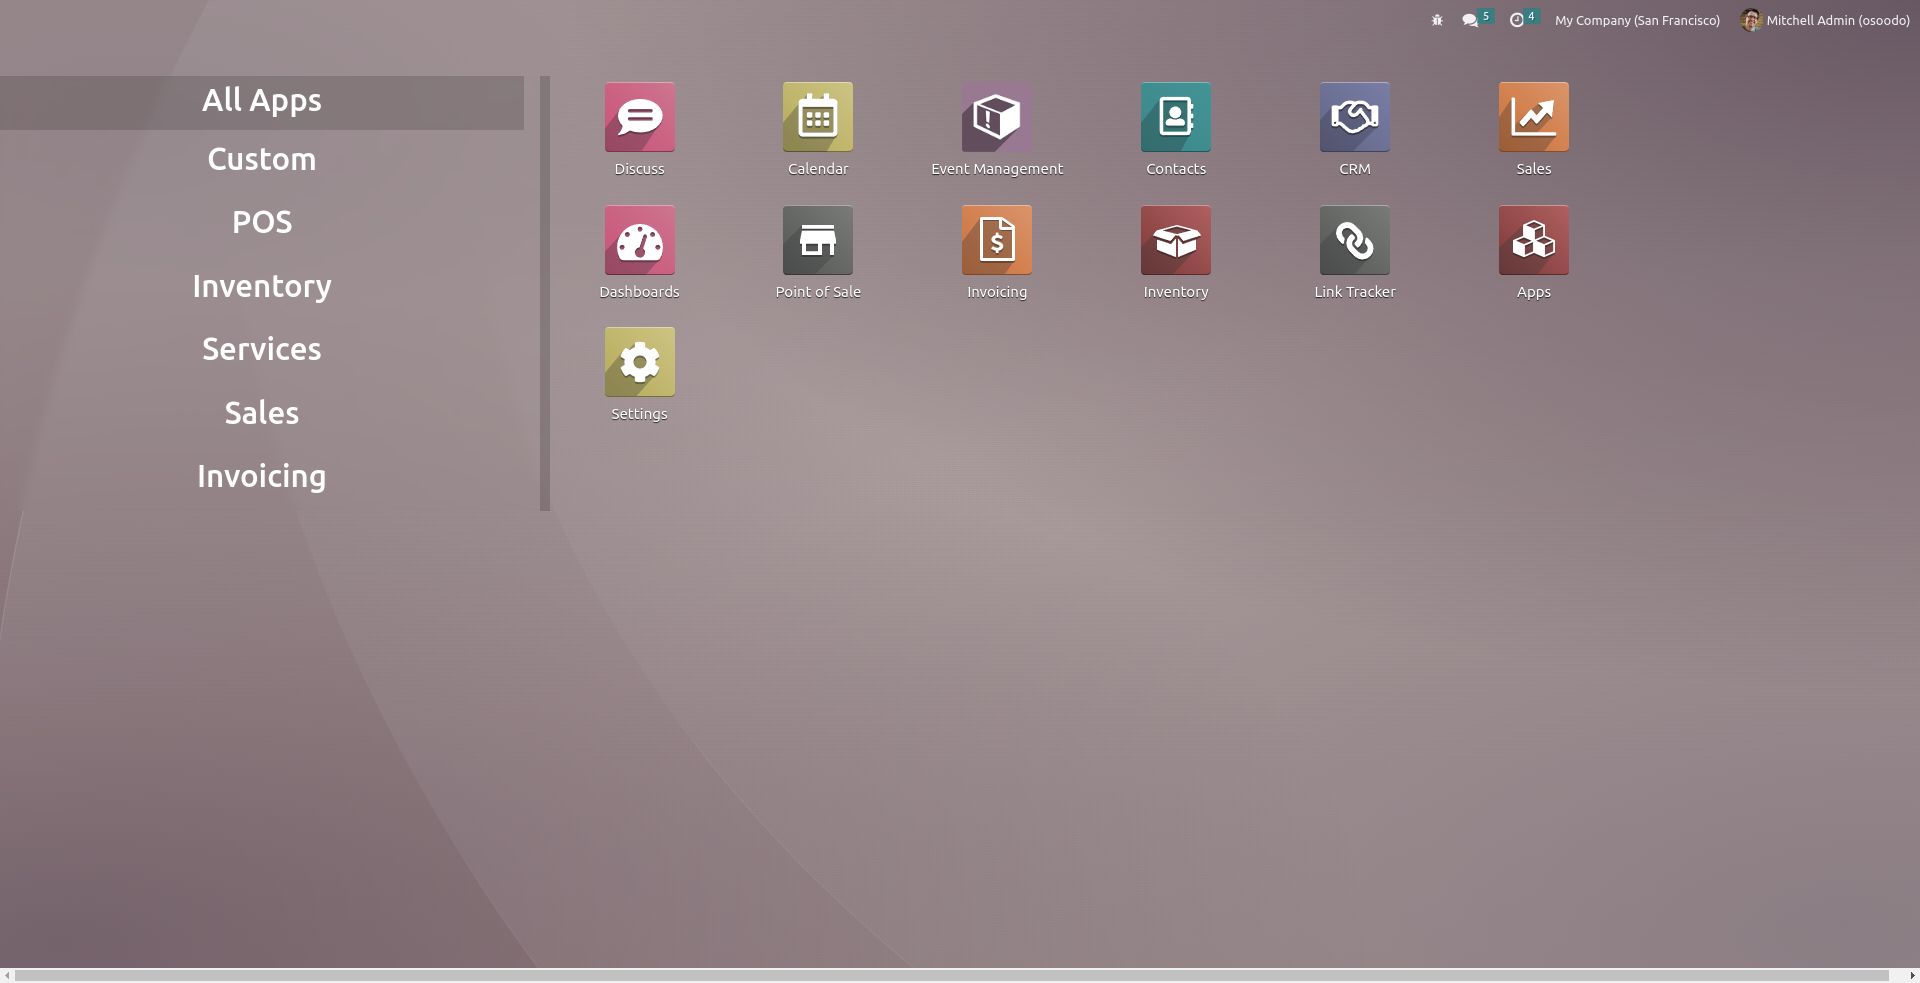 5
4
My Company (San Francisco)
Mitchell Admin (osoodo)
All Apps
Custom
POS
Inventory
Services
Sales
Invoicing
Discuss
Calendar
Event Management
Contacts
CRM
Sales
Dashboards
Point of Sale
Invoicing
Inventory
Link Tracker
Apps
Settings